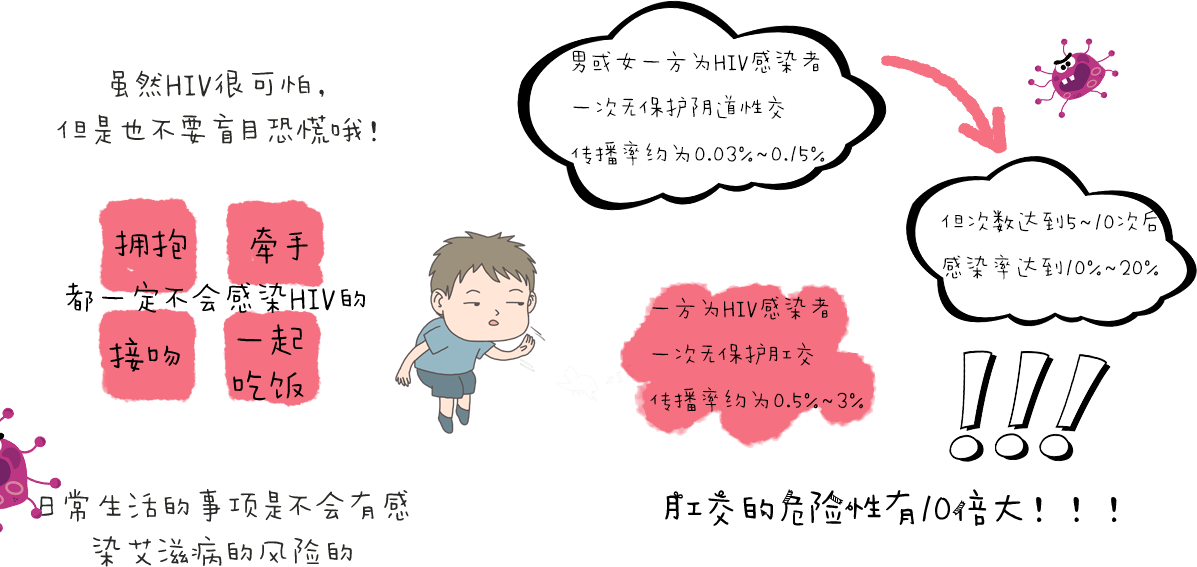 虽然HIV很可怕，
但是也不要盲目恐慌哦！
拥抱
牵手
都一定不会感染HIV的
接吻
一起
吃饭
日常生活的事项是不会有感
染艾滋病的风险的
男或女一方为HIV感染者
一次无保护阴道性交
传播率约为0.03%~0.15%
但次数达到5~10次后
感染率达到10%~20%
一方为HIV感染者
一次无保护肛交
传播率约为0.5%~3%
!!!
肛交的危险性有10倍大！！！